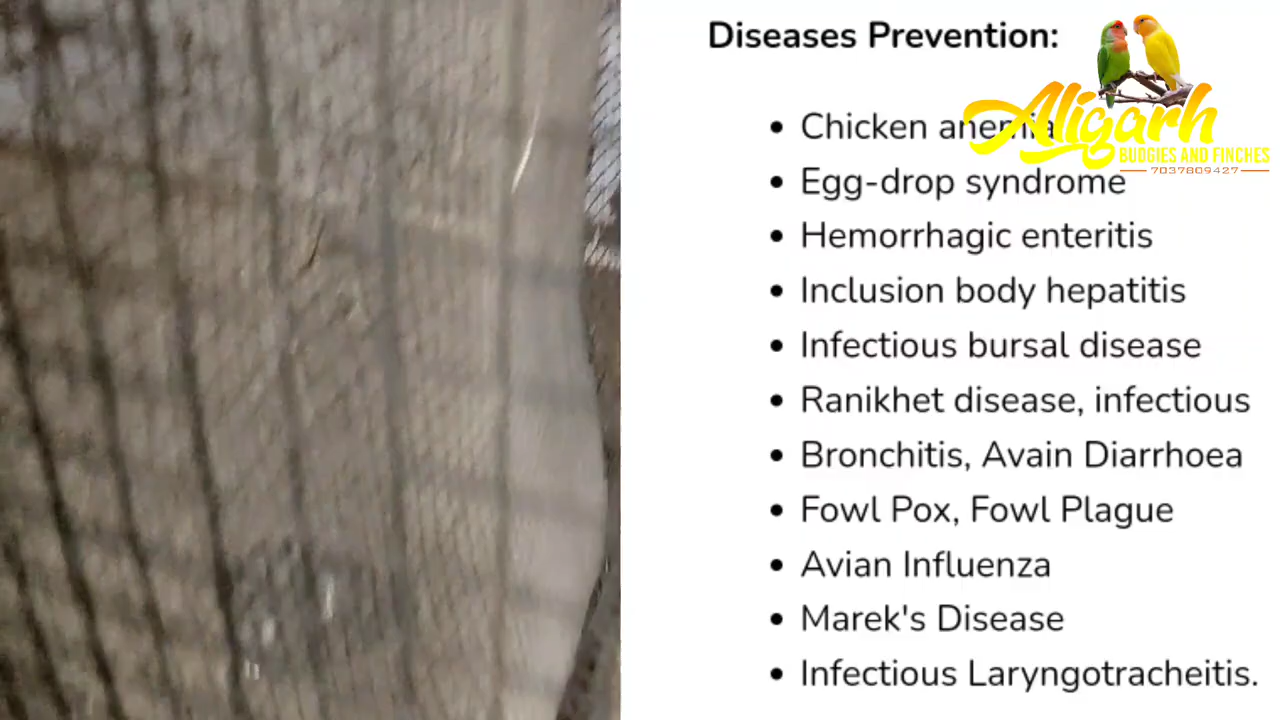 Diseases Prevention:
Aligarh
BUDGIES AND FINCHES
7037809427
• Chicken anemia
• Egg-drop syndrome
• Hemorrhagic enteritis
• Inclusion body hepatitis
• Infectious bursal disease
• Ranikhet disease, infectious
• Bronchitis, Avain Diarrhoea
• Fowl Pox, Fowl Plague
• Avian Influenza
• Marek's Disease
• Infectious Laryngotracheitis.